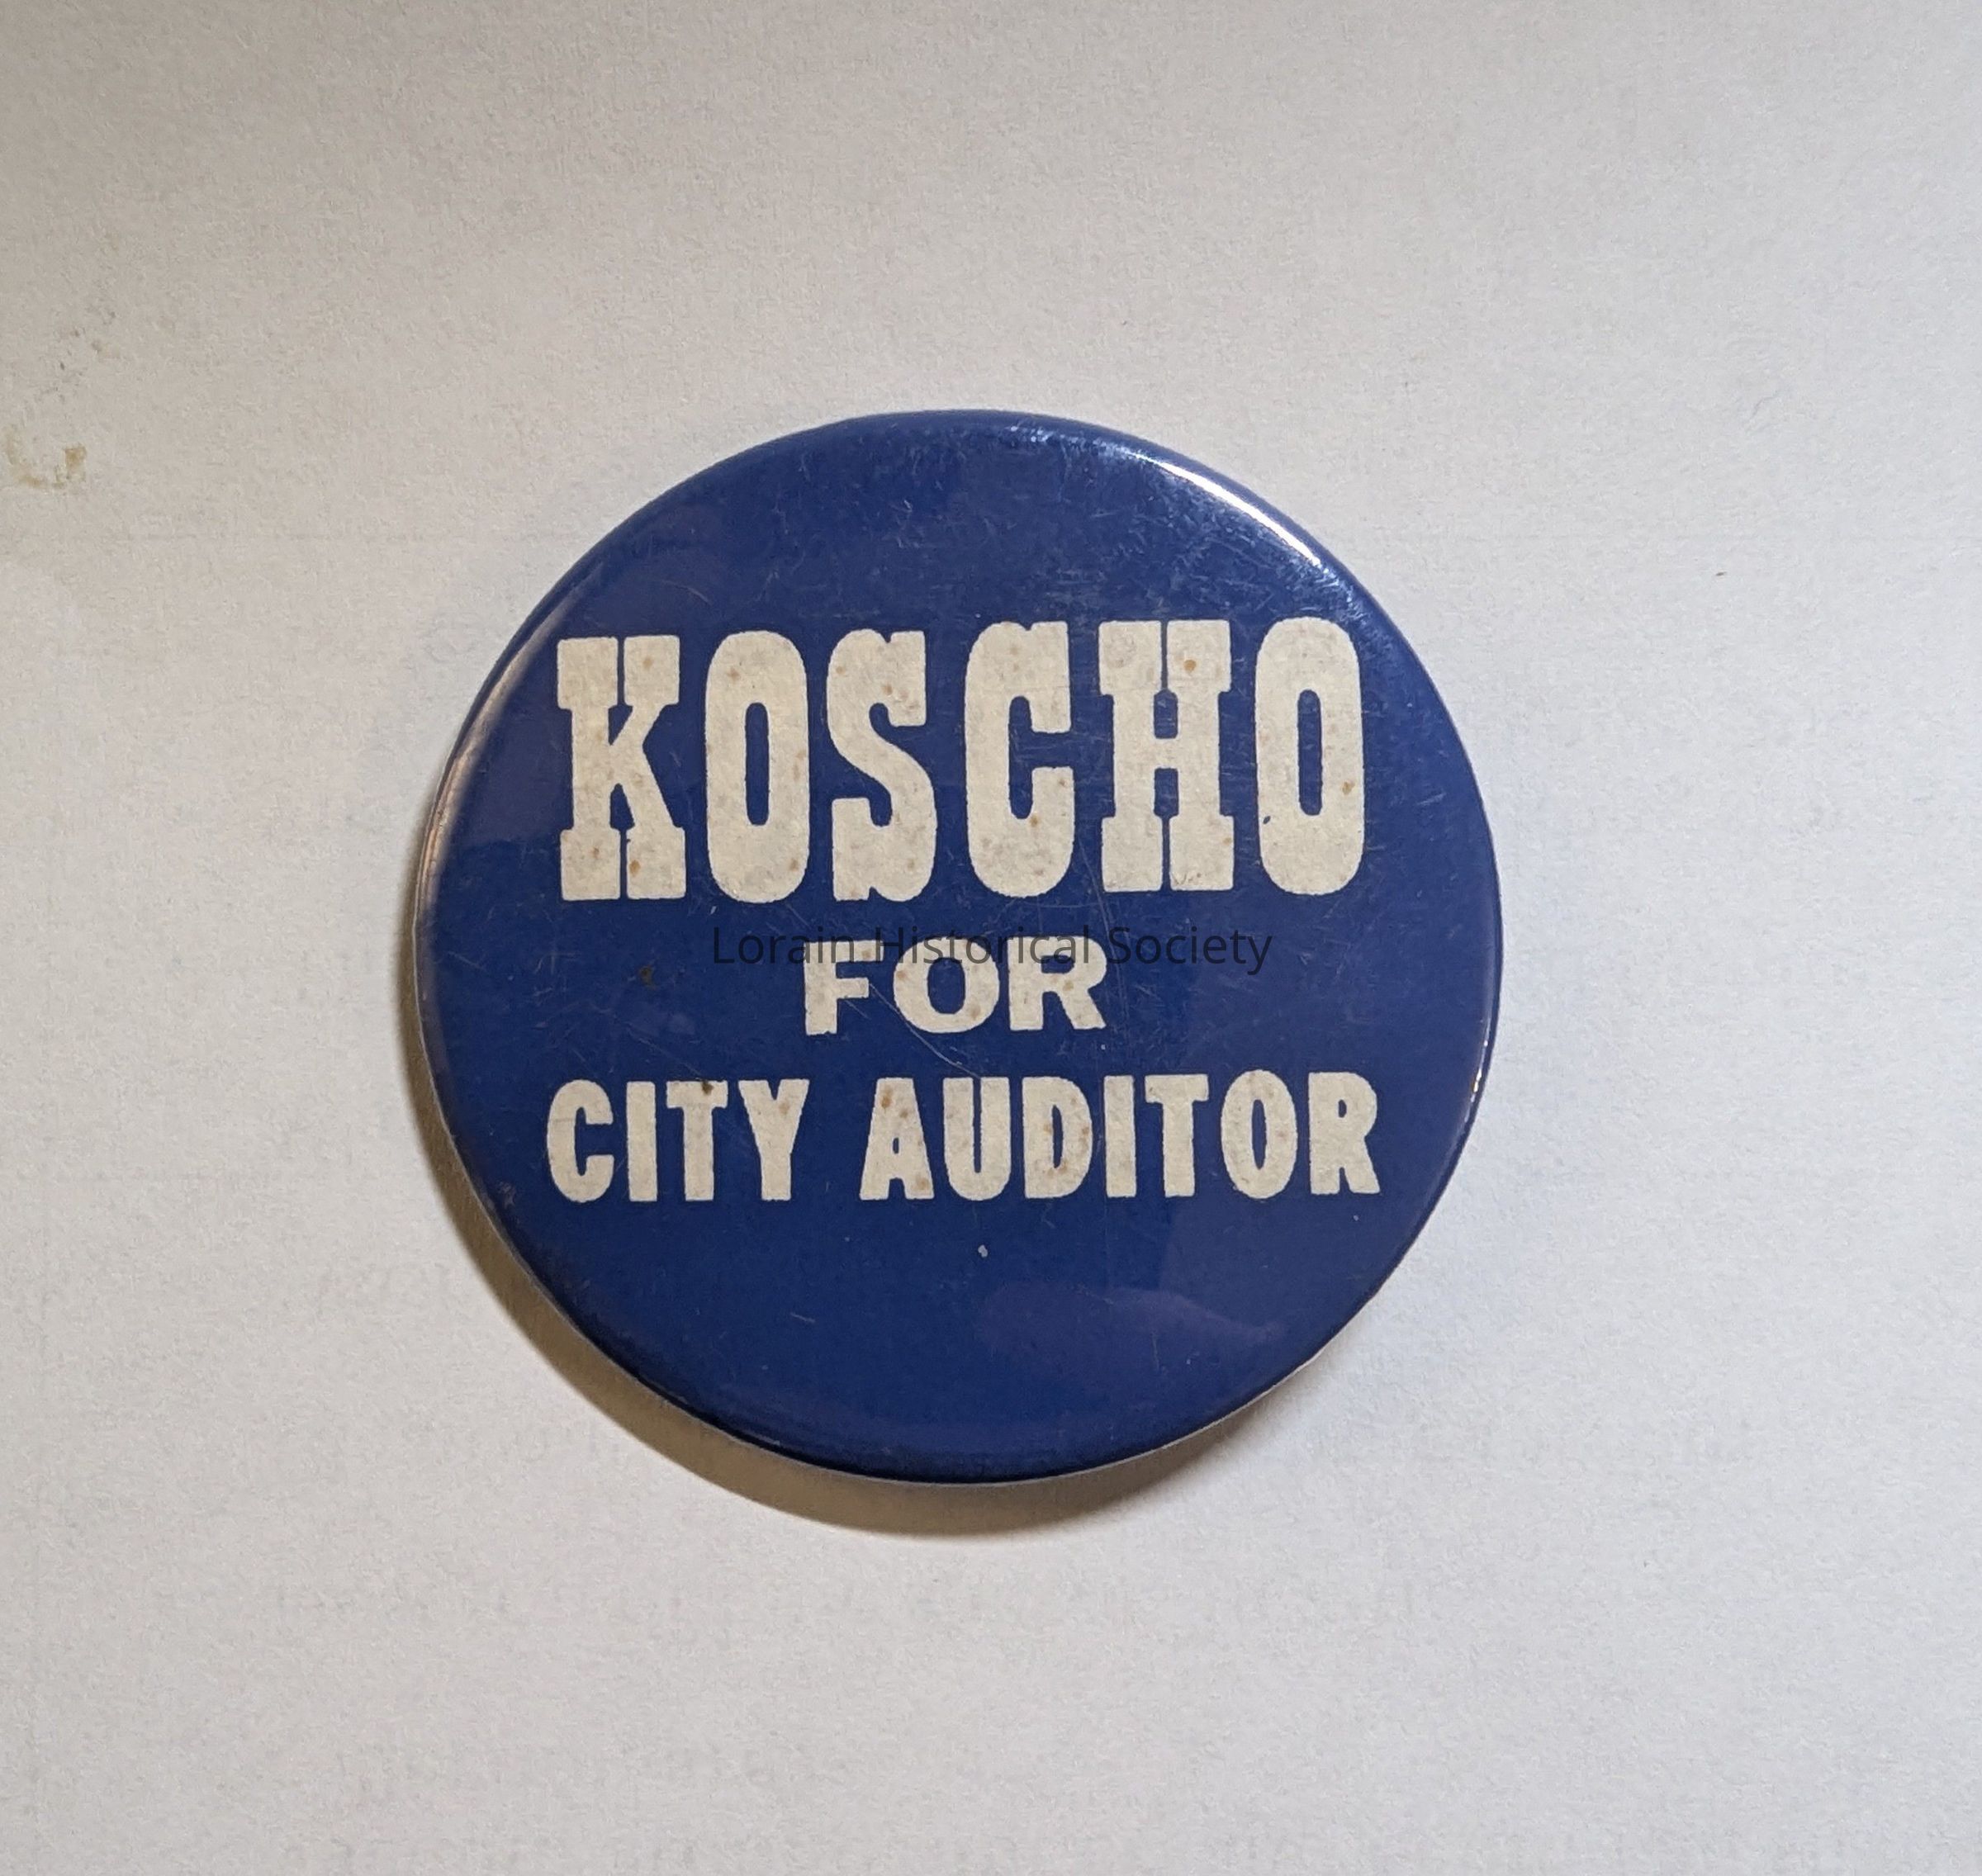 KOSCHO
Lorain Historical Society
FOR
CITY AUDITOR